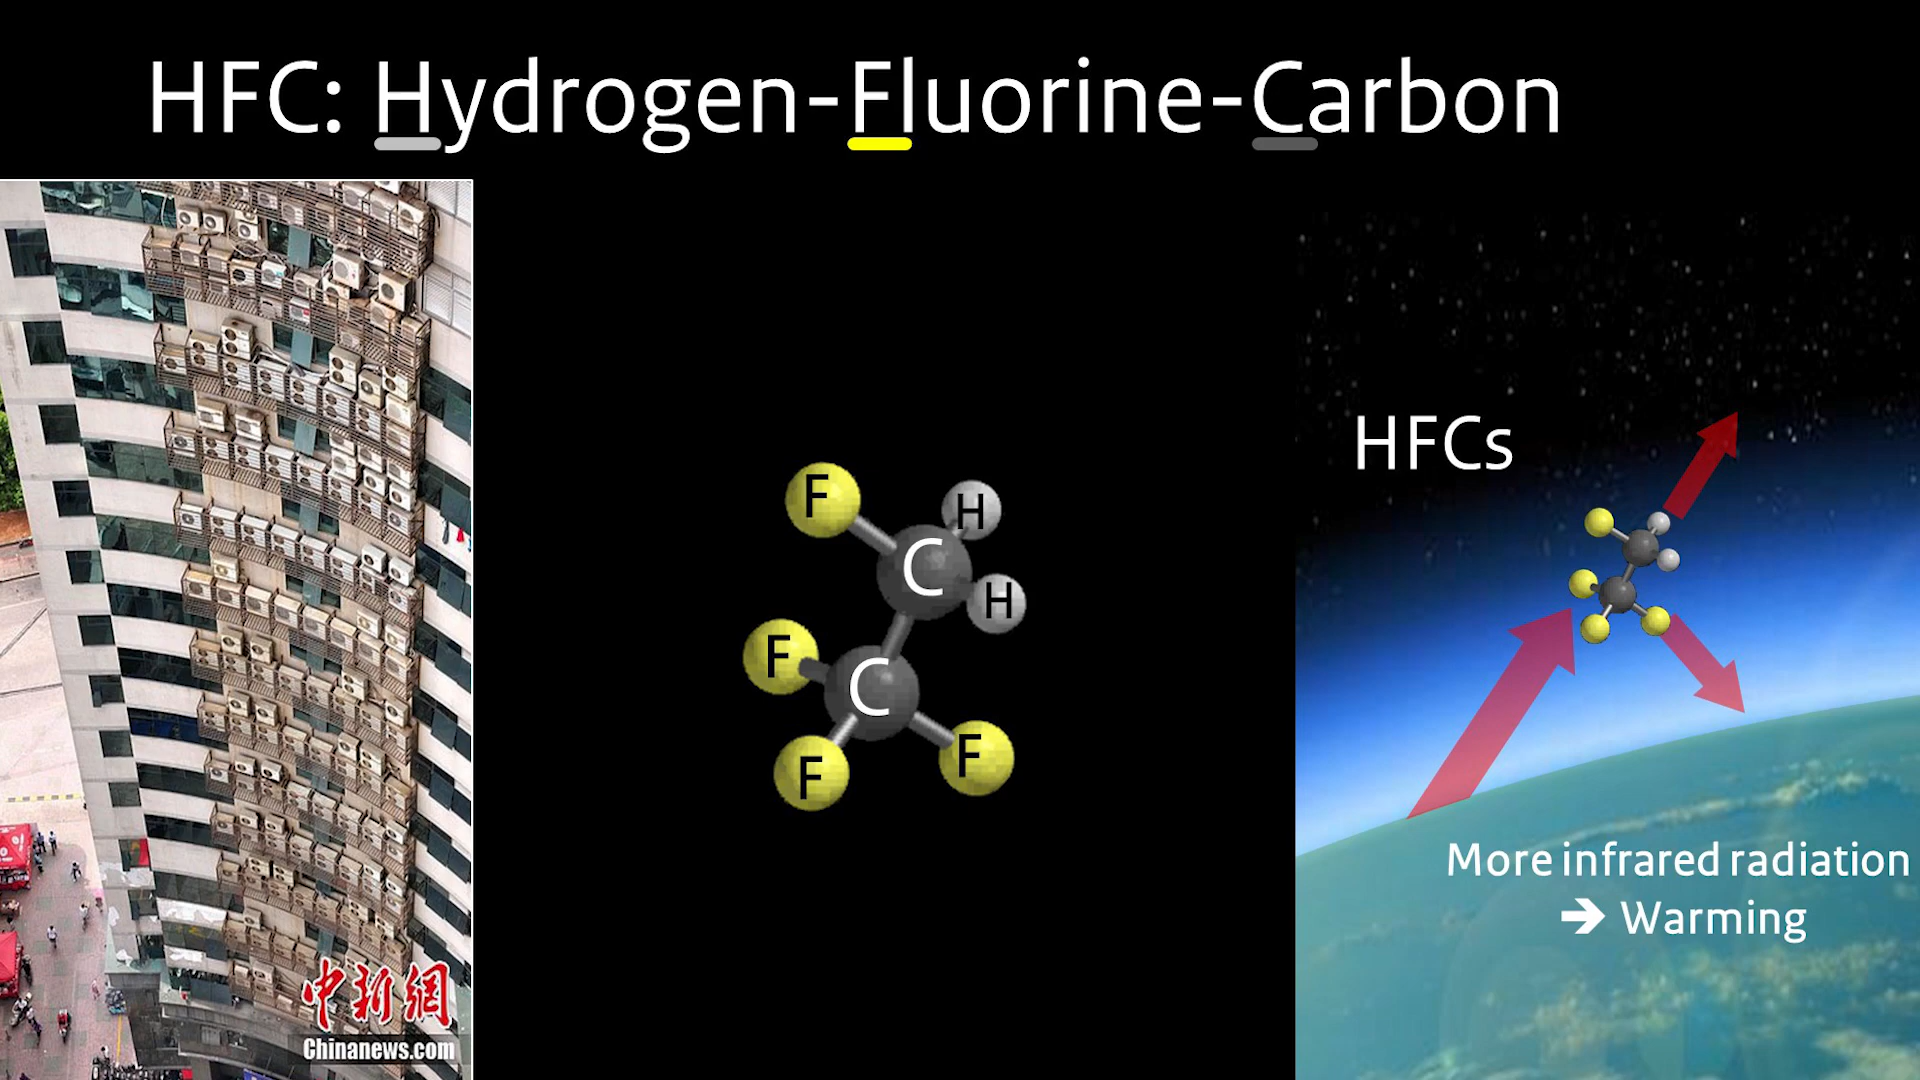 HFC: Hydrogen-Fluorine-Carbon
中新網
Chinanews.com
F
H
C
H
F
C
F
F
HFCs
More infrared radiation
➔ Warming